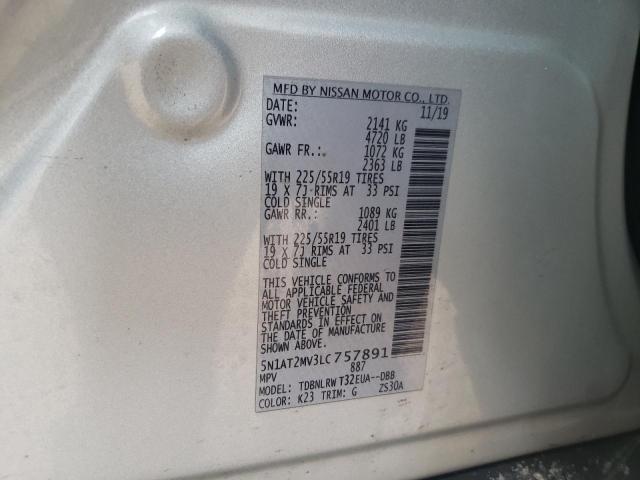 MFD BY NISSAN MOTOR CO., LTD.
DATE: 11/19
GVWR: 2141 KG
4720 LB
GAWR FR.: 1072 KG
2363 LB
WITH 225/55R19 TIRES
19 X 7J RIMS AT 33 PSI
COLD SINGLE
GAWR RR.: 1089 KG
2401 LB
WITH 225/55R19 TIRES
19 X 7J RIMS AT 33 PSI
COLD SINGLE
THIS VEHICLE CONFORMS TO
ALL APPLICABLE FEDERAL
MOTOR VEHICLE SAFETY AND
THEFT PREVENTION
STANDARDS IN EFFECT ON
THE DATE OF MANUFACTURE
5N1AT2MV3LC757891
MPV 887
MODEL: TDBNLRW T32EUA--DBB
COLOR: K23 TRIM: G ZS30A